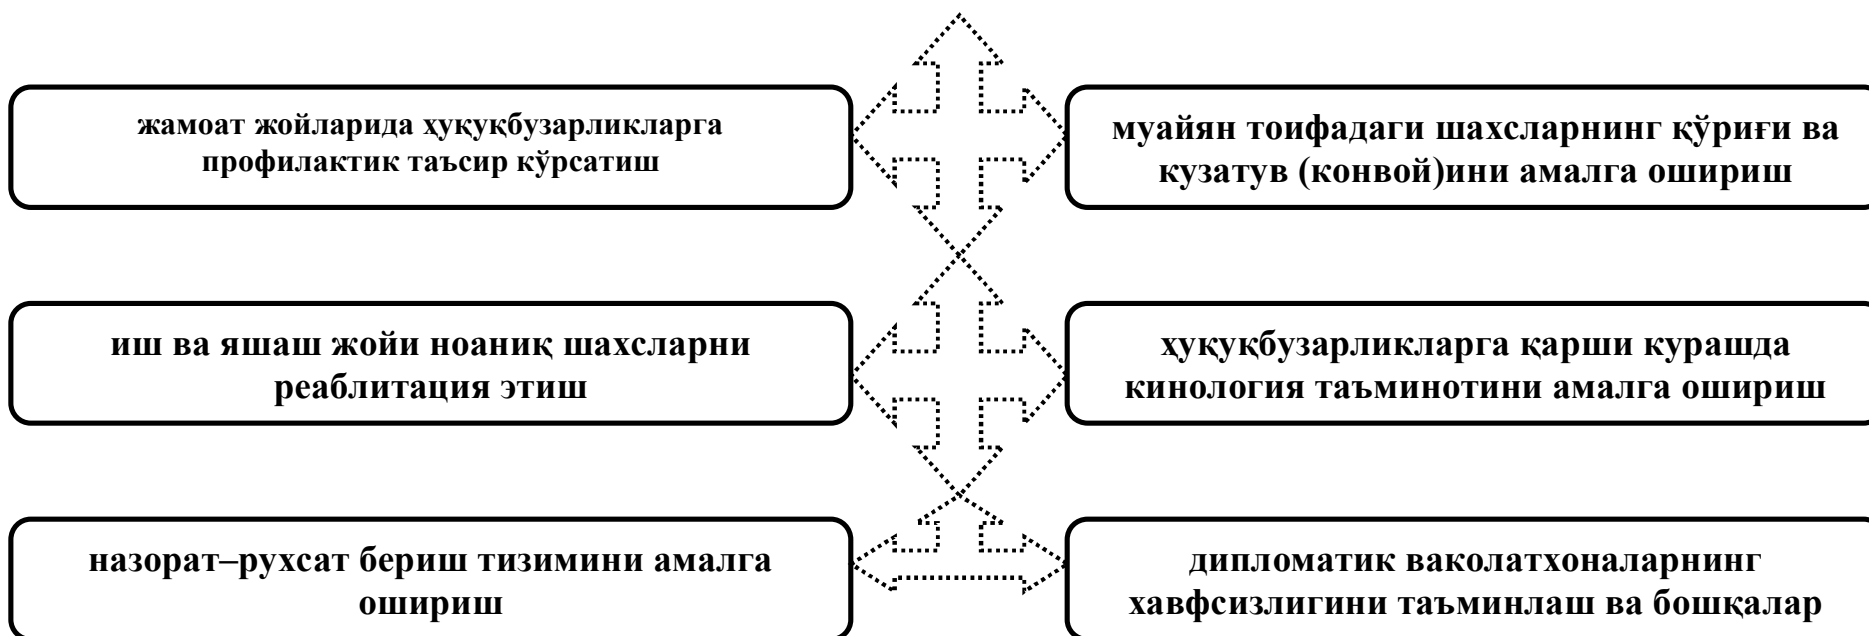 жамоат жойларида ҳуқуқбузарликларга
профилактик таъсир кўрсатиш
муайян тоифадаги шахсларнинг қўриғи ва
кузатув (конвой)ини амалга ошириш
иш ва яшаш жойи ноаниқ шахсларни
реаблитация этиш
ҳуқуқбузарликларга қарши курашда
кинология таъминотини амалга ошириш
назорат–рухсат бериш тизимини амалга
ошириш
дипломатик ваколатхоналарнинг
хавфсизлигини таъминлаш ва бошқалар